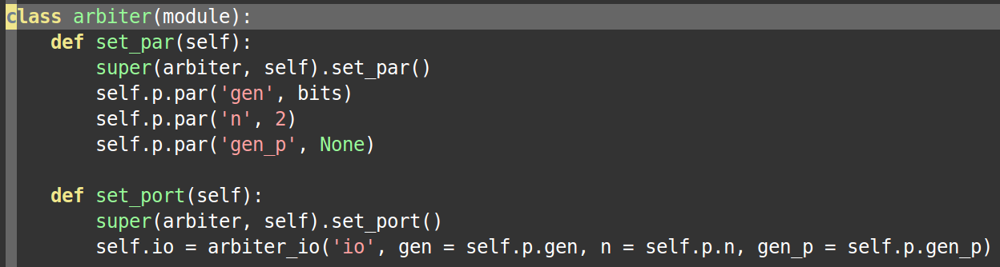 class arbiter(module):
    def set_par(self):
        super(arbiter, self).set_par()
        self.p.par('gen', bits)
        self.p.par('n', 2)
        self.p.par('gen_p', None)

    def set_port(self):
        super(arbiter, self).set_port()
        self.io = arbiter_io('io', gen = self.p.gen, n = self.p.n, gen_p = self.p.gen_p)